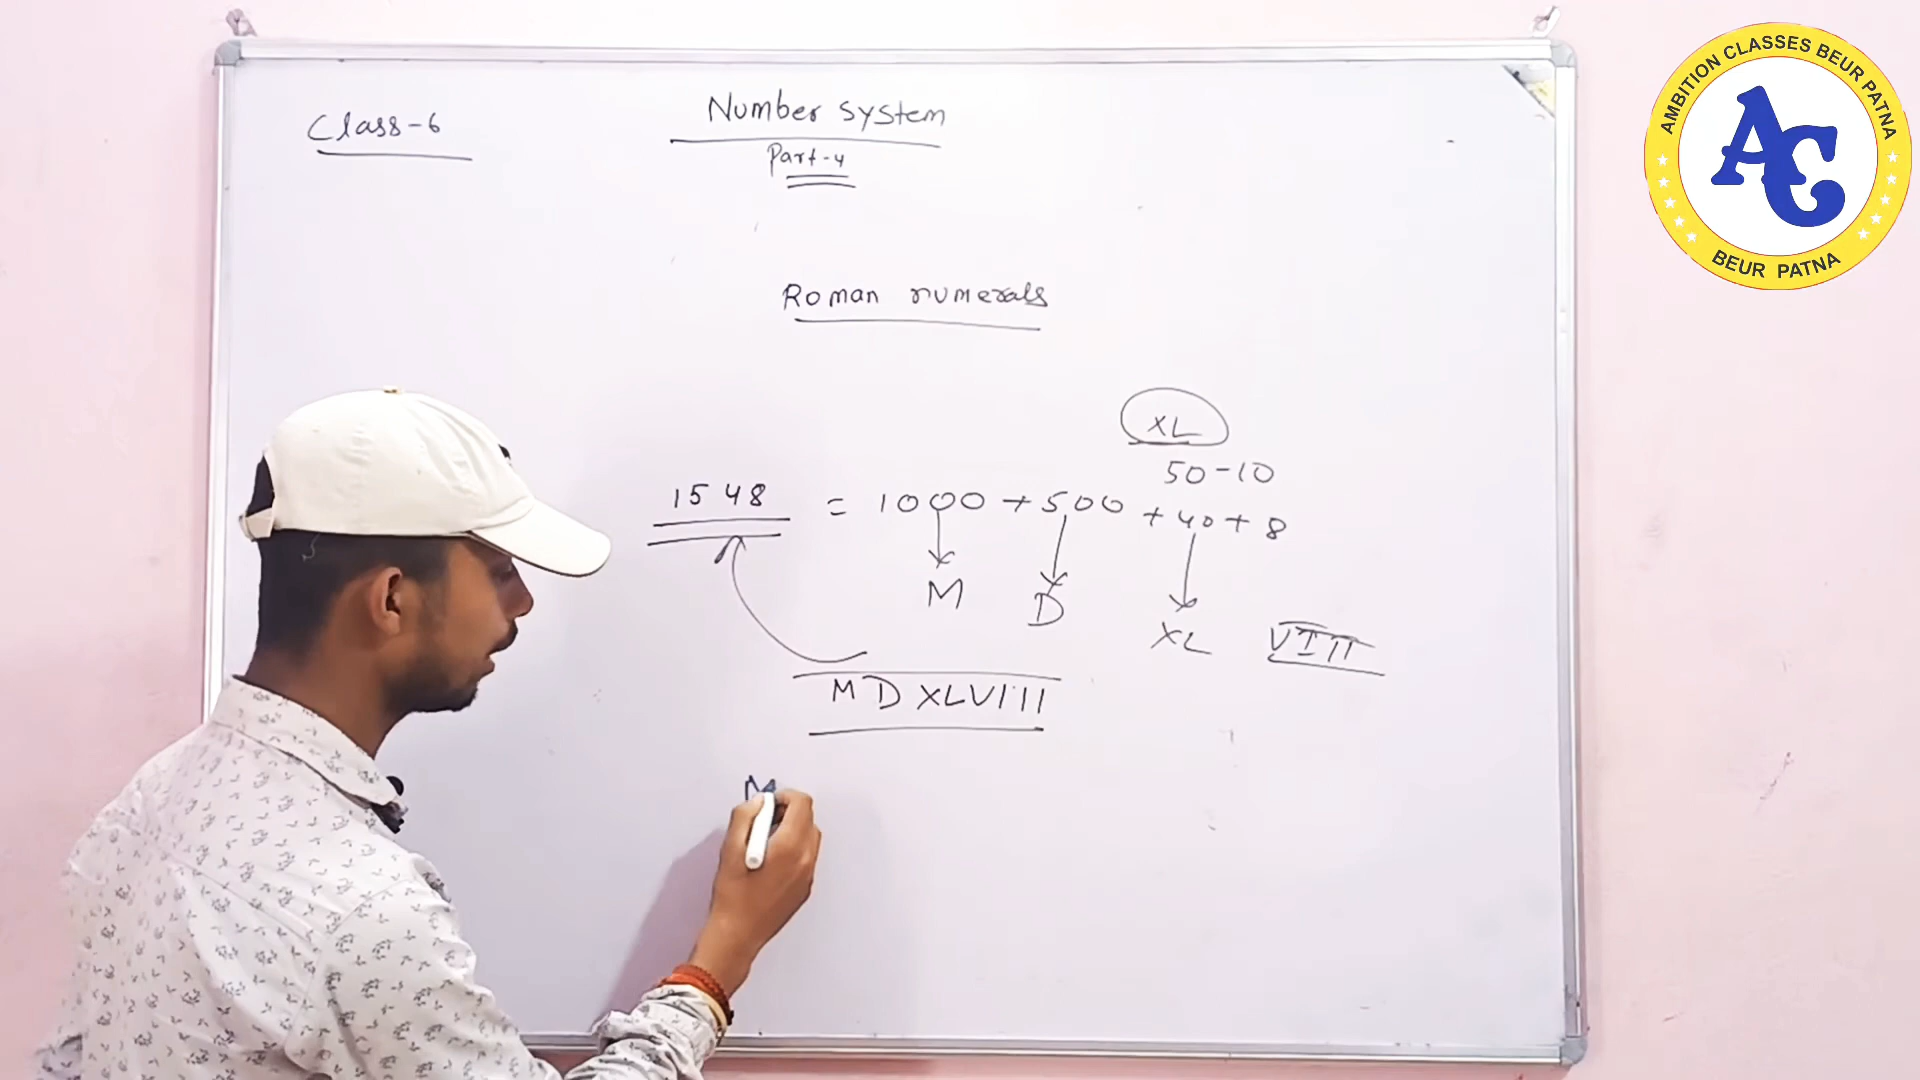 Class-6
Number system
Part-4
Roman numerals
XL
50-10
1548 = 1000 + 500 + 40 + 8
M D XL VIII
MDXLVIII
M
AMBITION CLASSES BEUR PATNA
AC
BEUR PATNA